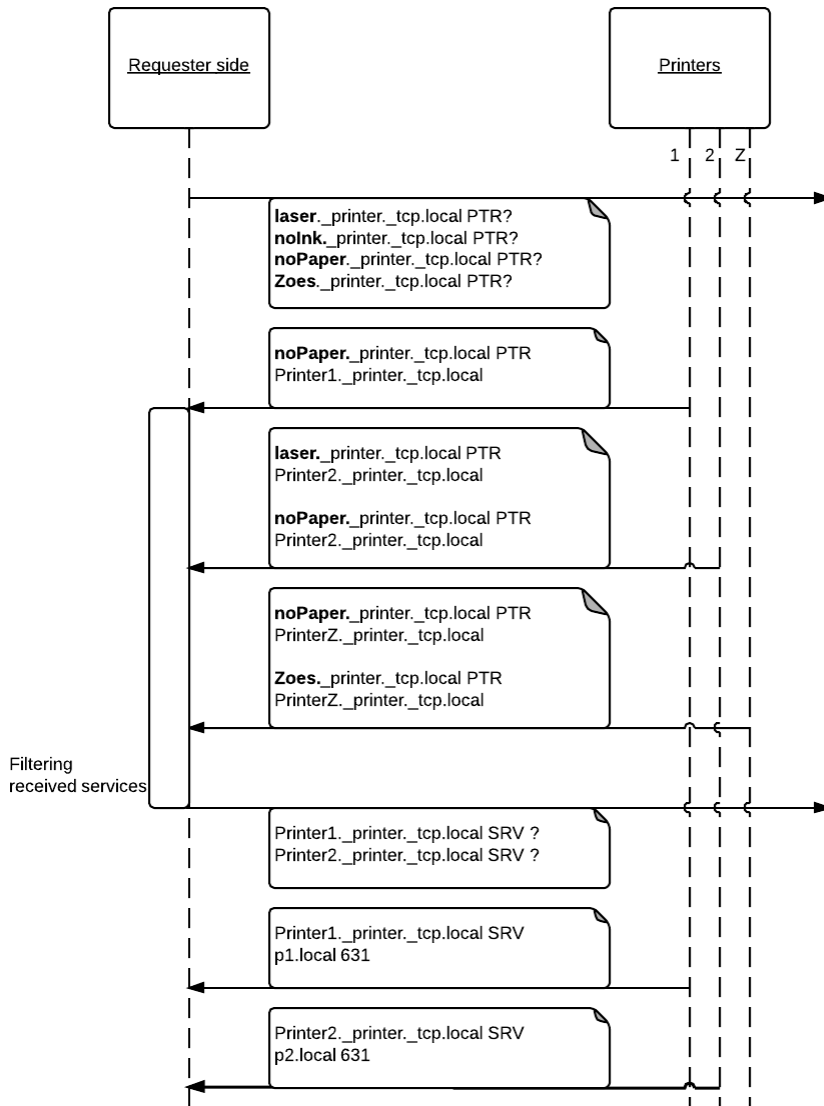 Requester side
Printers
1 2 Z
laser._printer._tcp.local PTR?
noInk._printer._tcp.local PTR?
noPaper._printer._tcp.local PTR?
Zoes._printer._tcp.local PTR?
noPaper._printer._tcp.local PTR
Printer1._printer._tcp.local
laser._printer._tcp.local PTR
Printer2._printer._tcp.local
noPaper._printer._tcp.local PTR
Printer2._printer._tcp.local
noPaper._printer._tcp.local PTR
PrinterZ._printer._tcp.local
Zoes._printer._tcp.local PTR
PrinterZ._printer._tcp.local
Filtering
received services
Printer1._printer._tcp.local SRV ?
Printer2._printer._tcp.local SRV ?
Printer1._printer._tcp.local SRV
p1.local 631
Printer2._printer._tcp.local SRV
p2.local 631